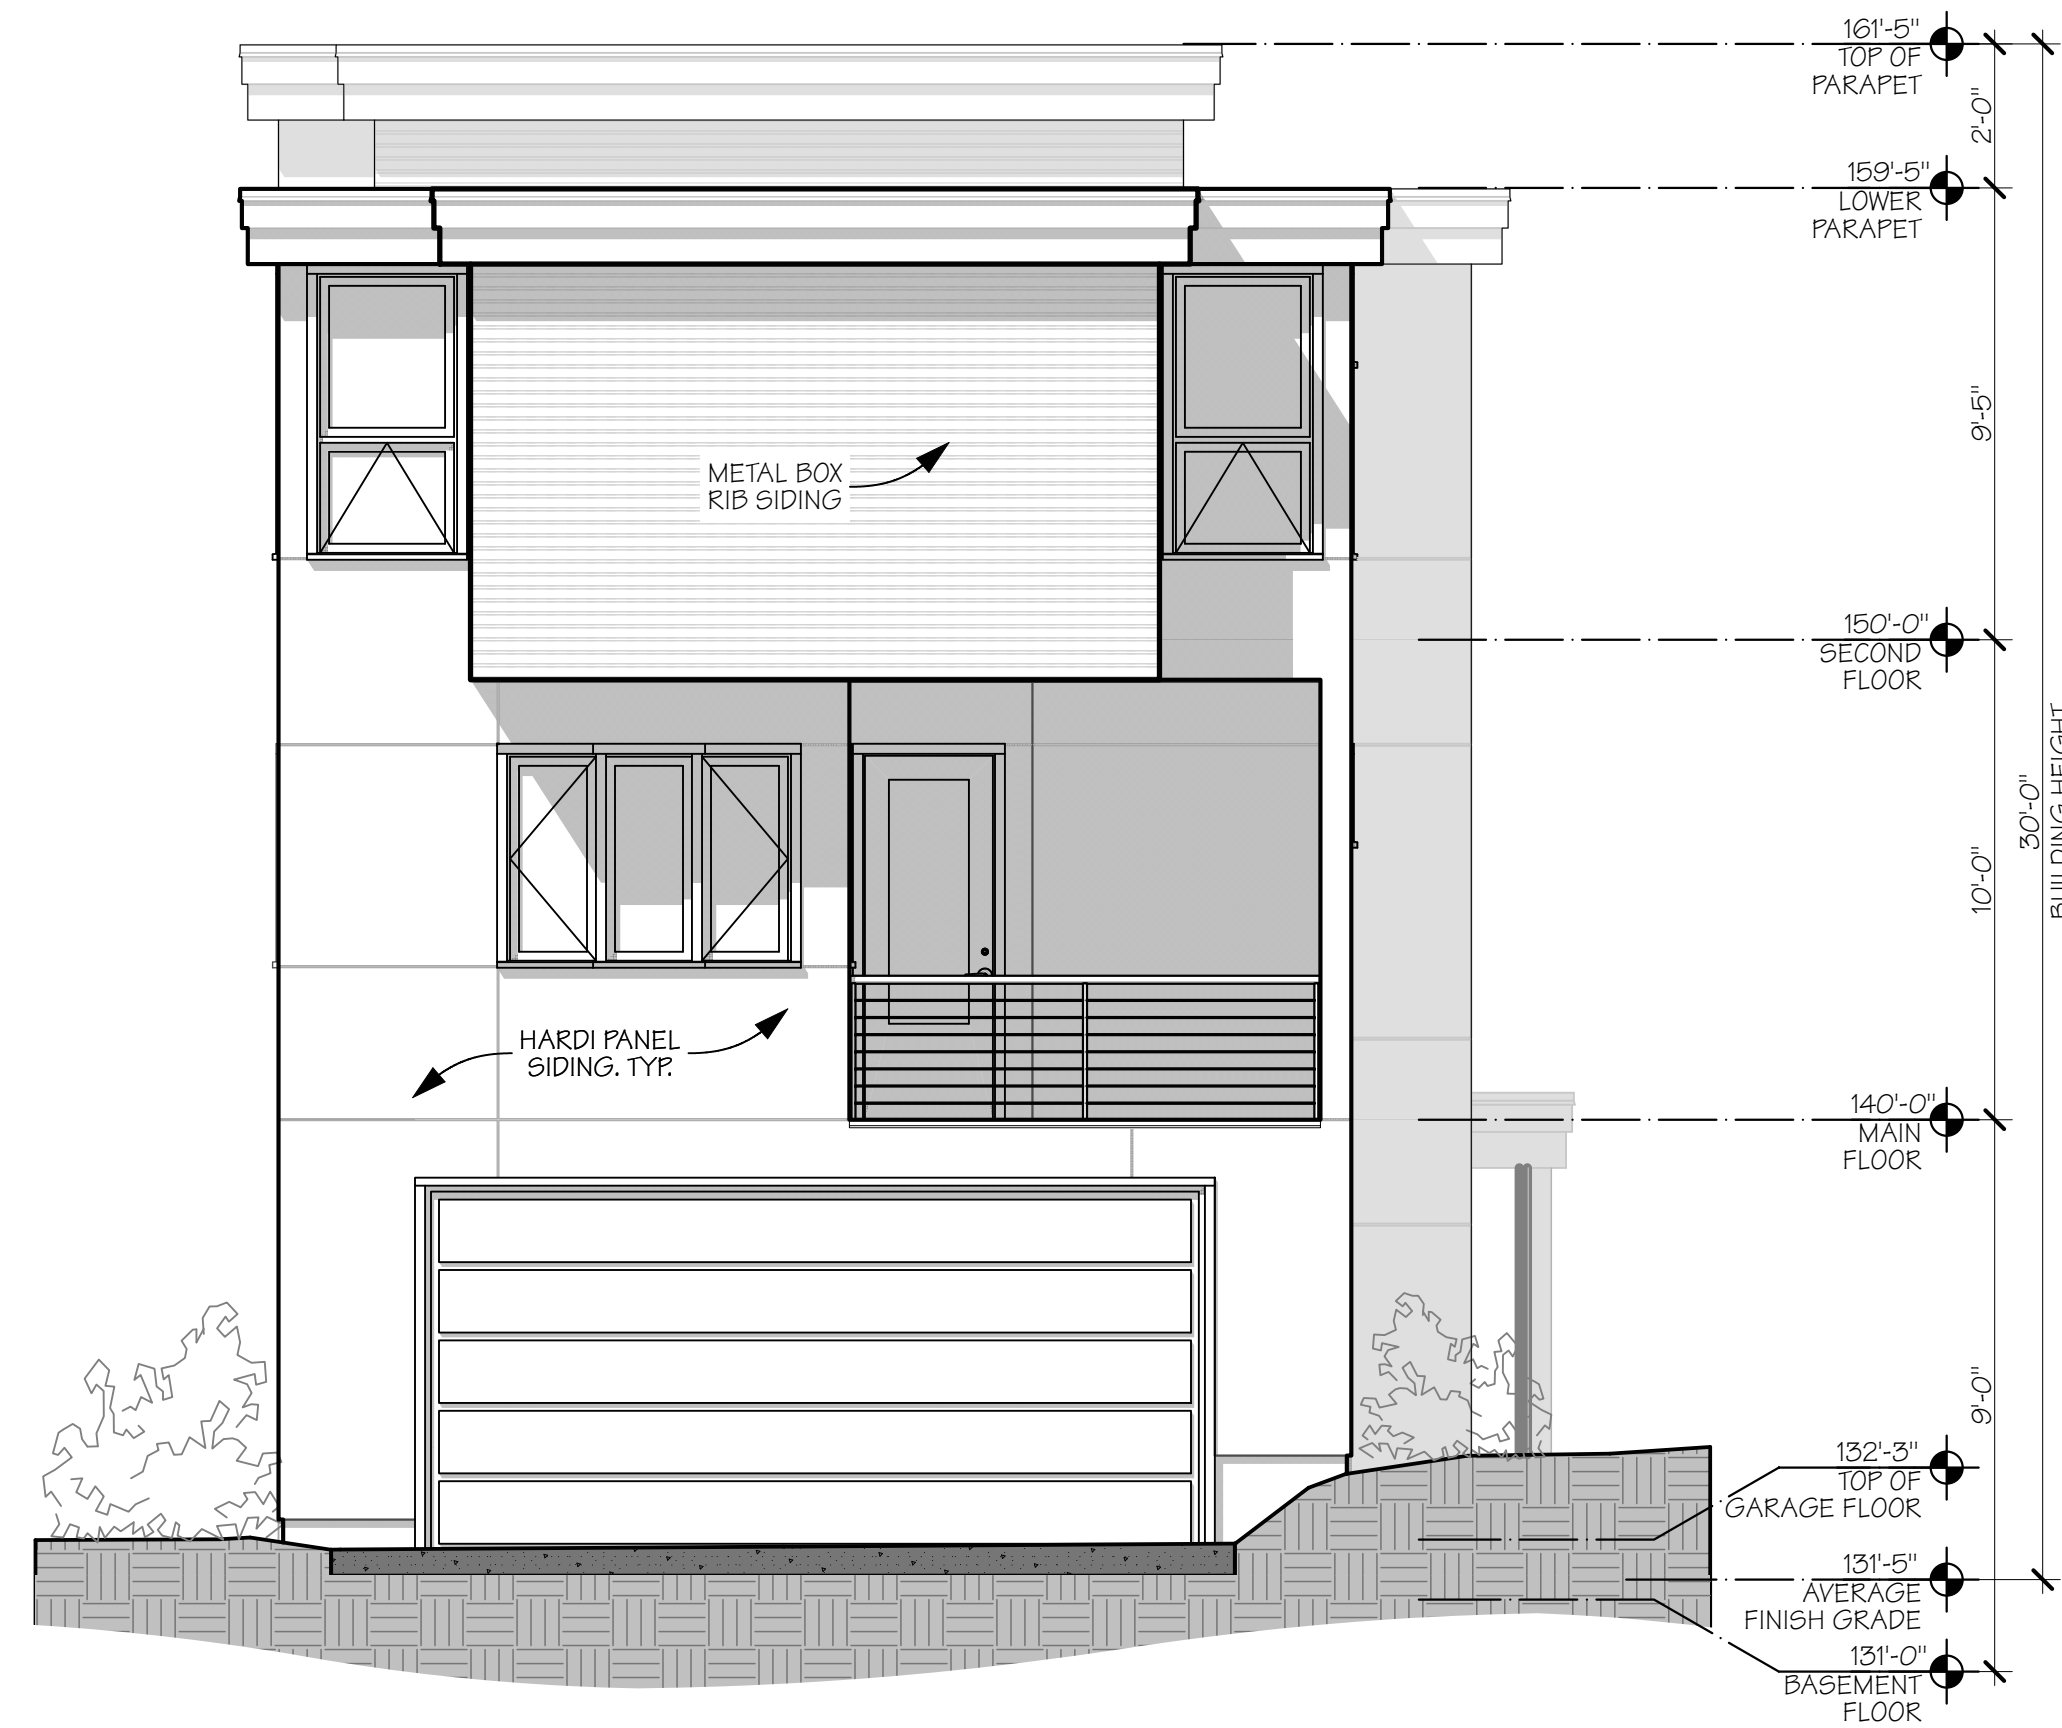 161'-5"
TOP OF
PARAPET
2'-0"
159'-5"
LOWER
PARAPET
9'-5"
METAL BOX
RIB SIDING
150'-0"
SECOND
FLOOR
BUILDING HEIGHT
30'-0"
10'-0"
HARDI PANEL
SIDING. TYP.
140'-0"
MAIN
FLOOR
9'-0"
132'-3"
TOP OF
GARAGE FLOOR
131'-5"
AVERAGE
FINISH GRADE
131'-0"
BASEMENT
FLOOR